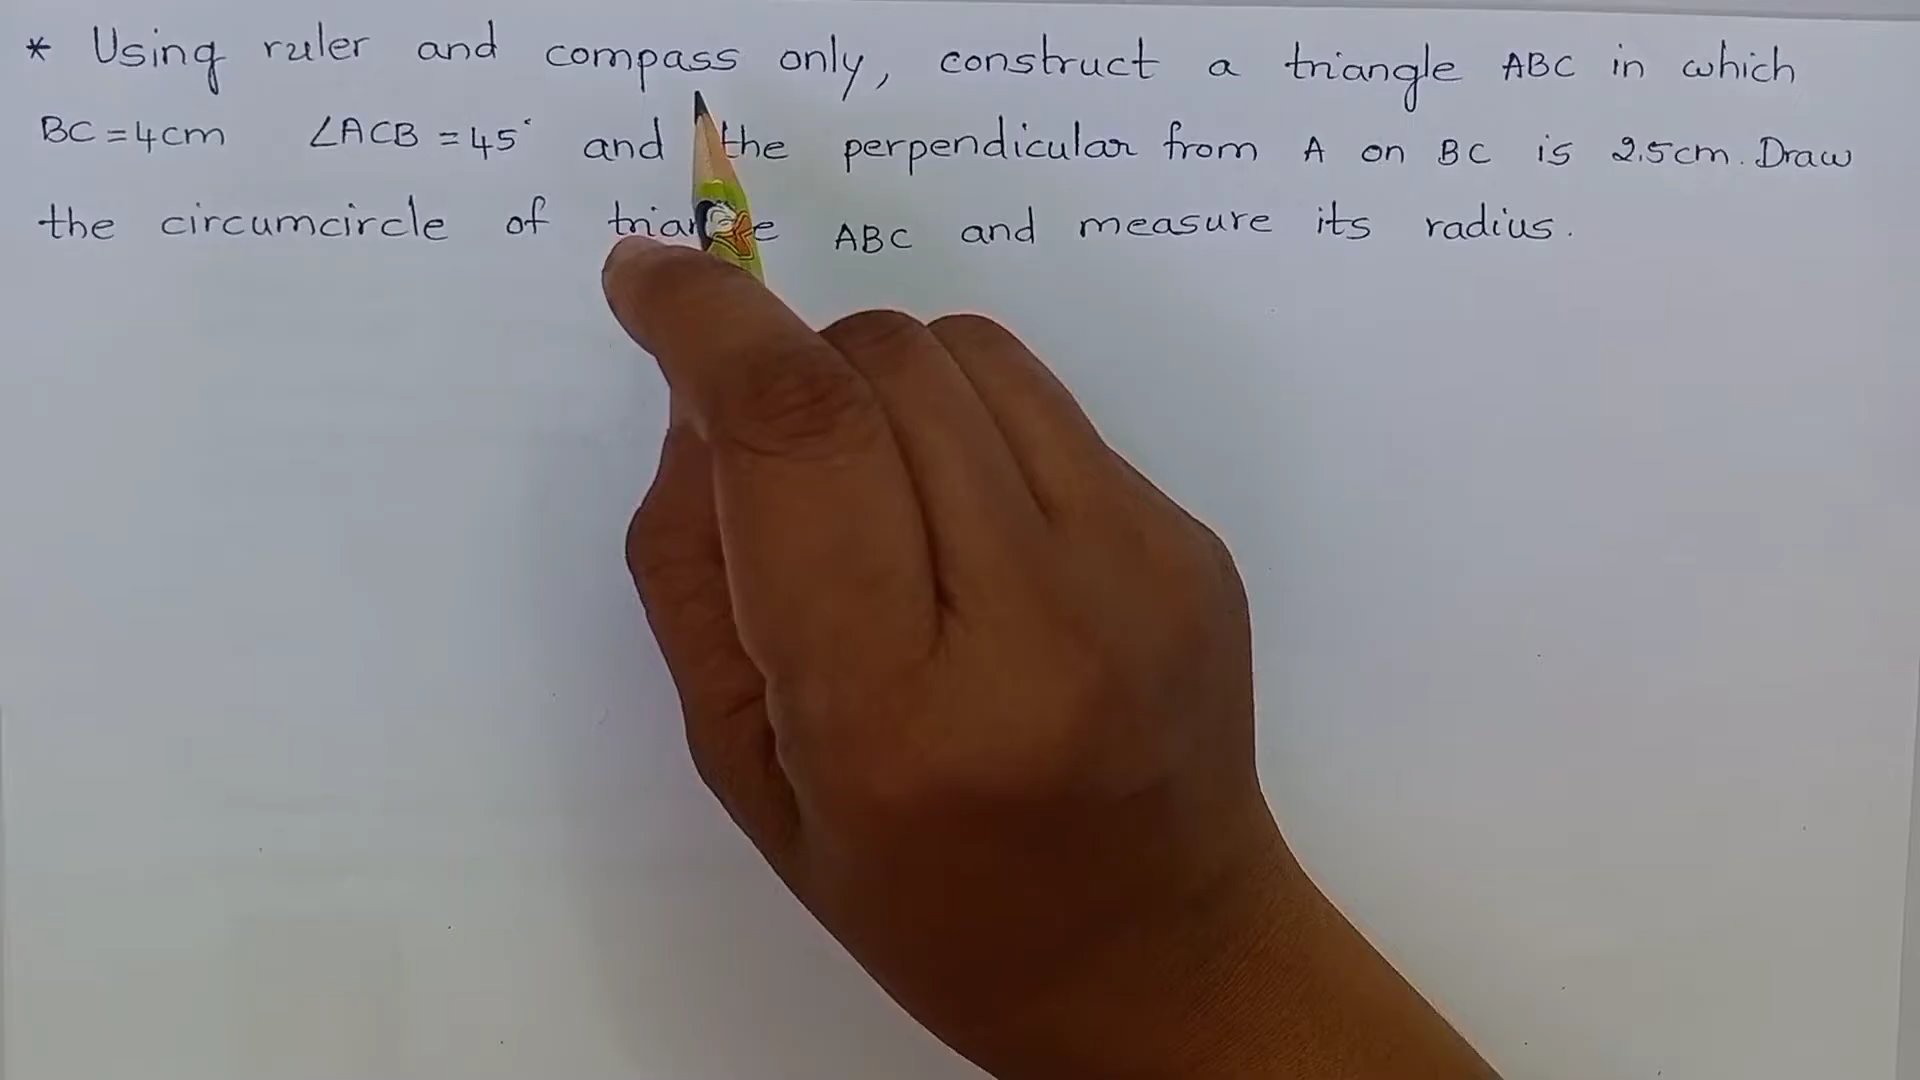 * Using ruler and compass only, construct a triangle ABC in which
BC = 4cm ∠ACB = 45° and the perpendicular from A on BC is 2.5cm. Draw
the circumcircle of ABC and measure its radius.